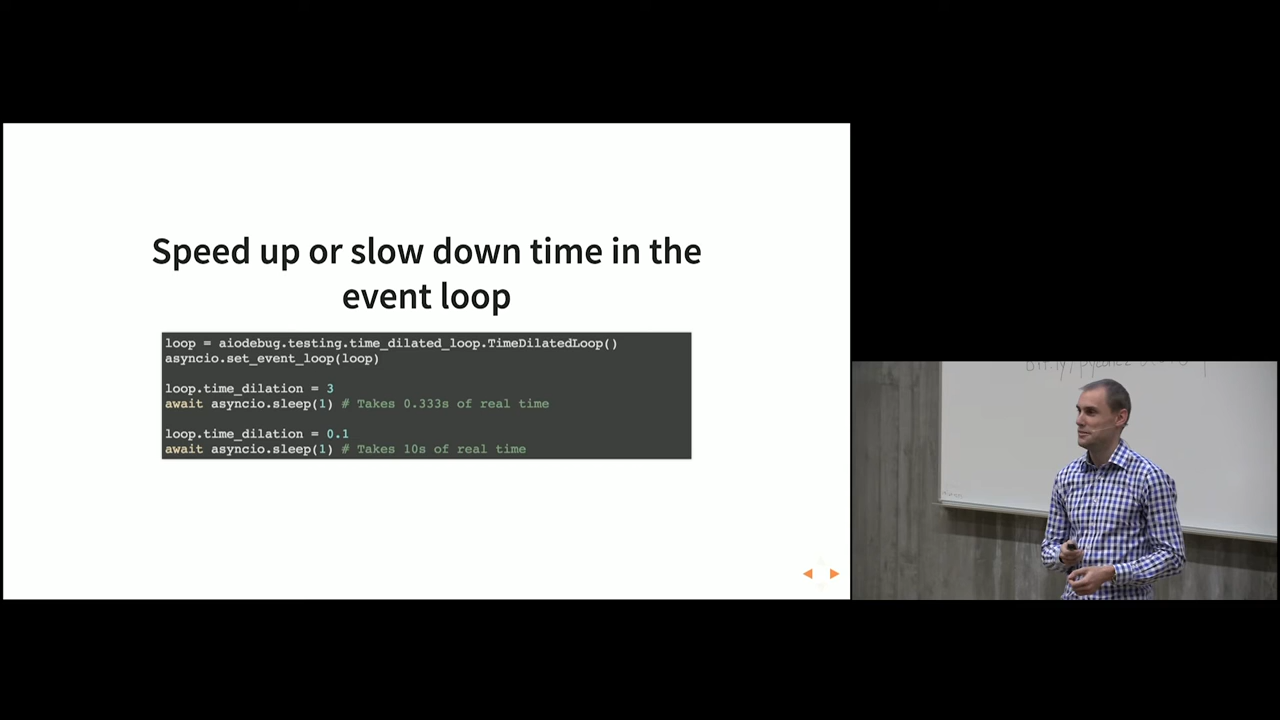 Speed up or slow down time in the
event loop
loop = aiodebug.testing.time_dilated_loop.TimeDilatedLoop()
asyncio.set_event_loop(loop)
loop.time_dilation = 3
await asyncio.sleep(1) # Takes 0.333s of real time
loop.time_dilation = 0.1
await asyncio.sleep(1) # Takes 10s of real time